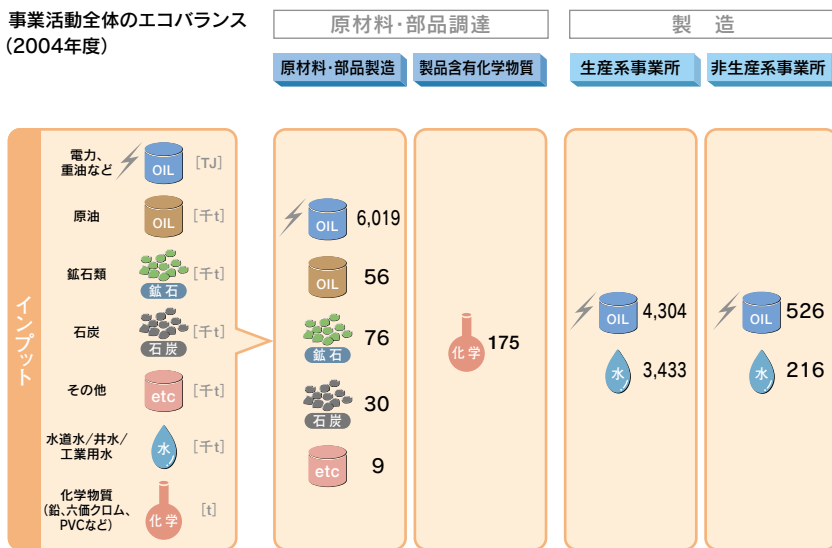 事業活動全体のエコバランス
(2004年度)
原材料・部品調達
製 造
原材料・部品製造
製品含有化学物質
生産系事業所
非生産系事業所
インプット
電力、
重油など
OIL
[TJ]
原油
OIL
[千t]
鉱石類
鉱石
[千t]
石炭
石炭
[千t]
その他
etc
[千t]
水道水/井水/
工業用水
水
[千t]
化学物質
(鉛、六価クロム、
PVCなど)
化学
[t]
OIL
6,019
OIL
56
鉱石
76
石炭
30
etc
9
化学
175
OIL
4,304
水
3,433
OIL
526
水
216